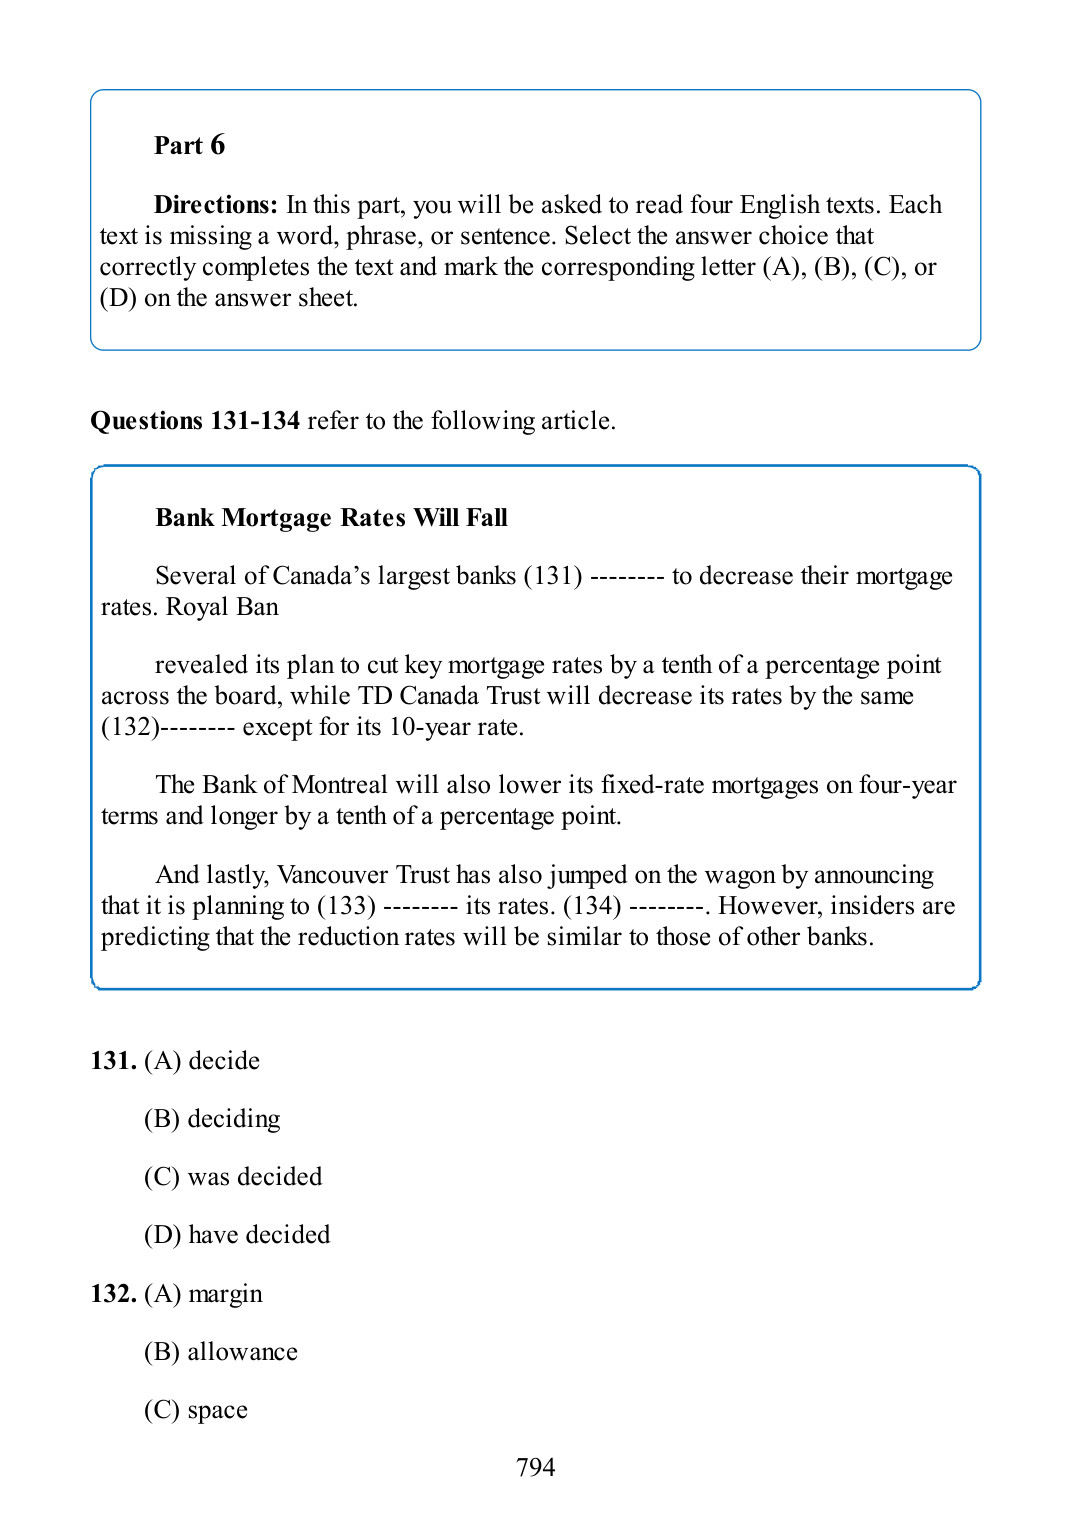 Part 6
Directions: In this part, you will be asked to read four English texts. Each
text is missing a word, phrase, or sentence. Select the answer choice that
correctly completes the text and mark the corresponding letter (A), (B), (C), or
(D) on the answer sheet.
Questions 131-134 refer to the following article.
Bank Mortgage Rates Will Fall
Several of Canada’s largest banks (131) -------- to decrease their mortgage
rates. Royal Ban
revealed its plan to cut key mortgage rates by a tenth of a percentage point
across the board, while TD Canada Trust will decrease its rates by the same
(132)-------- except for its 10-year rate.
The Bank of Montreal will also lower its fixed-rate mortgages on four-year
terms and longer by a tenth of a percentage point.
And lastly, Vancouver Trust has also jumped on the wagon by announcing
that it is planning to (133) -------- its rates. (134) --------. However, insiders are
predicting that the reduction rates will be similar to those of other banks.
131. (A) decide
(B) deciding
(C) was decided
(D) have decided
132. (A) margin
(B) allowance
(C) space
794